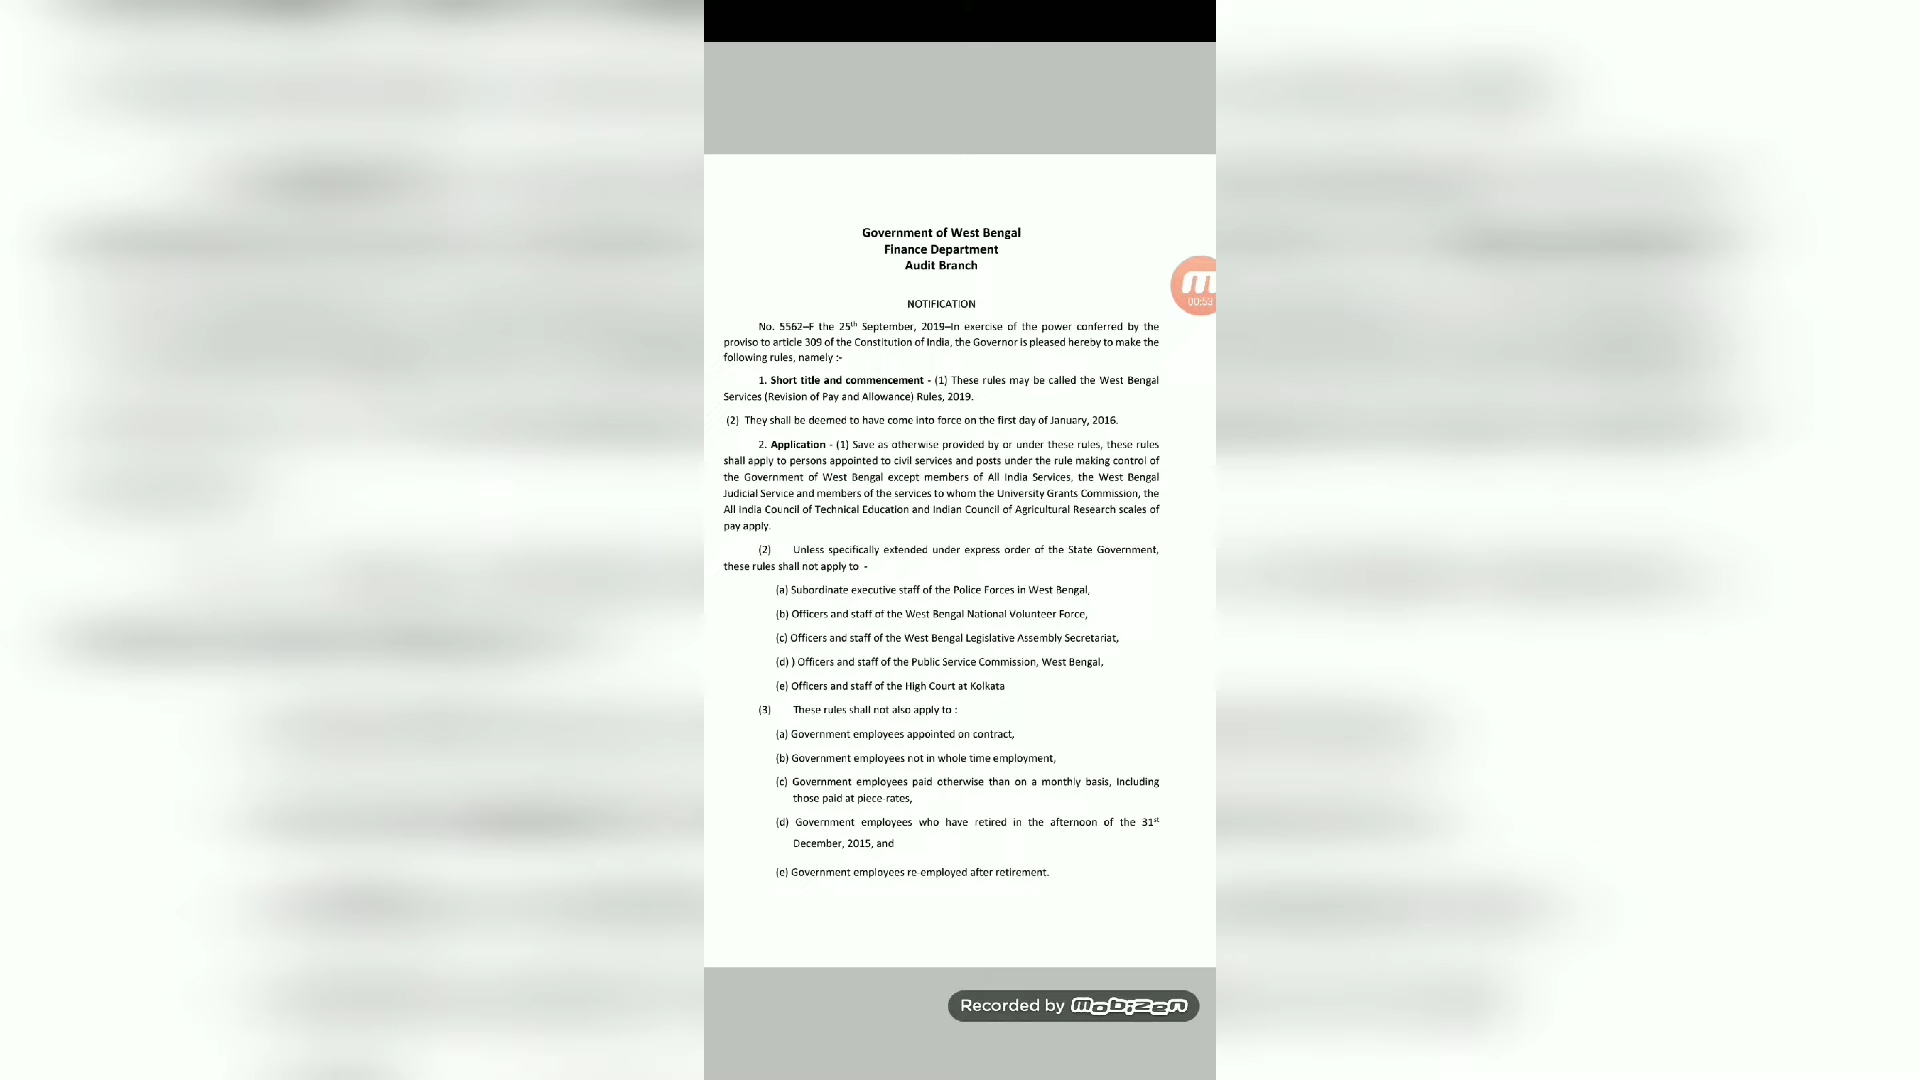 Government of West Bengal
Finance Department
Audit Branch
NOTIFICATION
No. 5562–F the 25th September, 2019–In exercise of the power conferred by the
proviso to article 309 of the Constitution of India, the Governor is pleased hereby to make the
following rules, namely :-
1. Short title and commencement - (1) These rules may be called the West Bengal
Services (Revision of Pay and Allowance) Rules, 2019.
(2) They shall be deemed to have come into force on the first day of January, 2016.
2. Application - (1) Save as otherwise provided by or under these rules, these rules
shall apply to persons appointed to civil services and posts under the rule making control of
the Government of West Bengal except members of All India Services, the West Bengal
Judicial Service and members of the services to whom the University Grants Commission, the
All India Council of Technical Education and Indian Council of Agricultural Research scales of
pay apply.
(2) Unless specifically extended under express order of the State Government,
these rules shall not apply to -
(a) Subordinate executive staff of the Police Forces in West Bengal,
(b) Officers and staff of the West Bengal National Volunteer Force,
(c) Officers and staff of the West Bengal Legislative Assembly Secretariat,
(d) ) Officers and staff of the Public Service Commission, West Bengal,
(e) Officers and staff of the High Court at Kolkata
(3) These rules shall not also apply to :
(a) Government employees appointed on contract,
(b) Government employees not in whole time employment,
(c) Government employees paid otherwise than on a monthly basis, including
those paid at piece-rates,
(d) Government employees who have retired in the afternoon of the 31st
December, 2015, and
(e) Government employees re-employed after retirement.
m
00:53
Recorded by mobizen